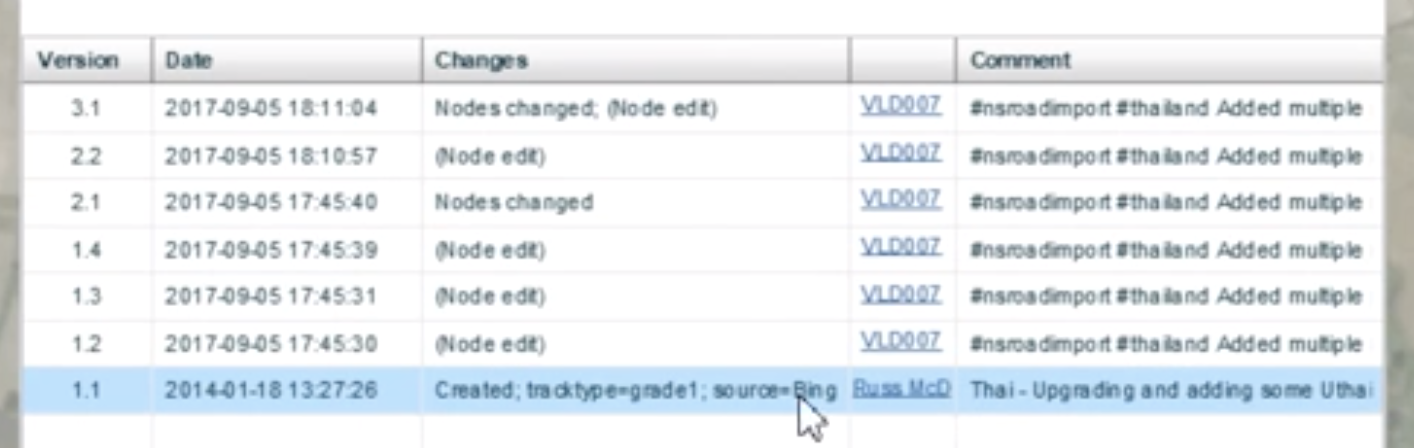 Version Date Changes Comment
3.1 2017-09-05 18:11:04 Nodes changed; (Node edit) VLD007 #nsroadimport #thailand Added multiple
2.2 2017-09-05 18:10:57 (Node edit) VLD007 #nsroadimport #thailand Added multiple
2.1 2017-09-05 17:45:40 Nodes changed VLD007 #nsroadimport #thailand Added multiple
1.4 2017-09-05 17:45:39 (Node edit) VLD007 #nsroadimport #thailand Added multiple
1.3 2017-09-05 17:45:31 (Node edit) VLD007 #nsroadimport #thailand Added multiple
1.2 2017-09-05 17:45:30 (Node edit) VLD007 #nsroadimport #thailand Added multiple
1.1 2014-01-18 13:27:26 Created; tracktype=grade1; source=Bing Russ McD Thai - Upgrading and adding some Uthai